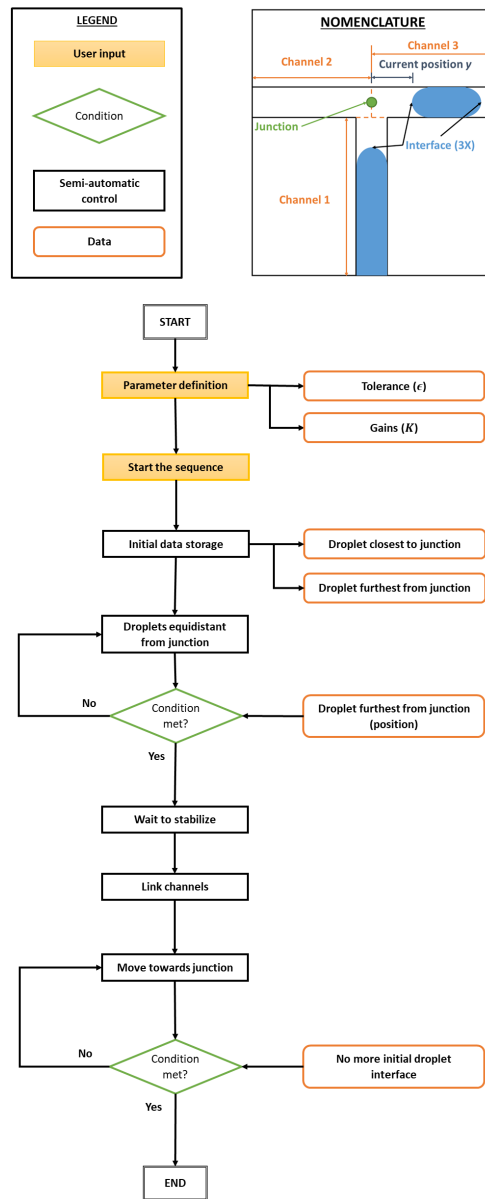 LEGEND
User input
Condition
Semi-automatic
control
Data
NOMENCLATURE
Channel 3
Channel 2
Current position y
Junction
Interface (3X)
Channel 1
START
Parameter definition
Tolerance (ϵ)
Gains (K)
Start the sequence
Initial data storage
Droplet closest to junction
Droplet furthest from junction
Droplets equidistant
from junction
No
Condition
met?
Droplet furthest from junction
(position)
Yes
Wait to stabilize
Link channels
Move towards junction
No
Condition
met?
No more initial droplet
interface
Yes
END